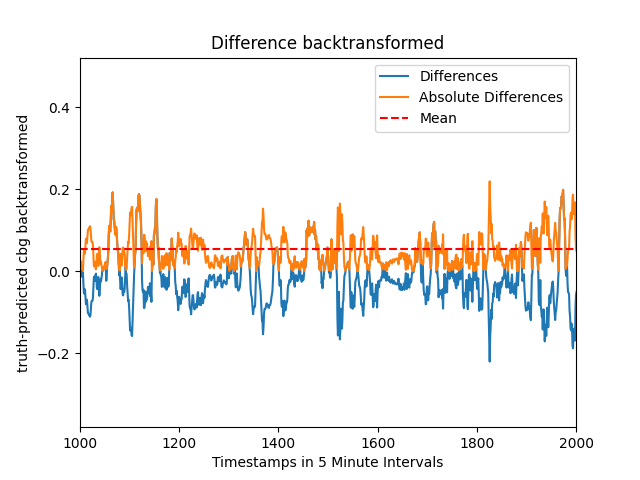 Difference backtransformed
Differences
Absolute Differences
Mean
truth-predicted cbg backtransformed
0.4
0.2
0.0
−0.2
1000 1200 1400 1600 1800 2000
Timestamps in 5 Minute Intervals